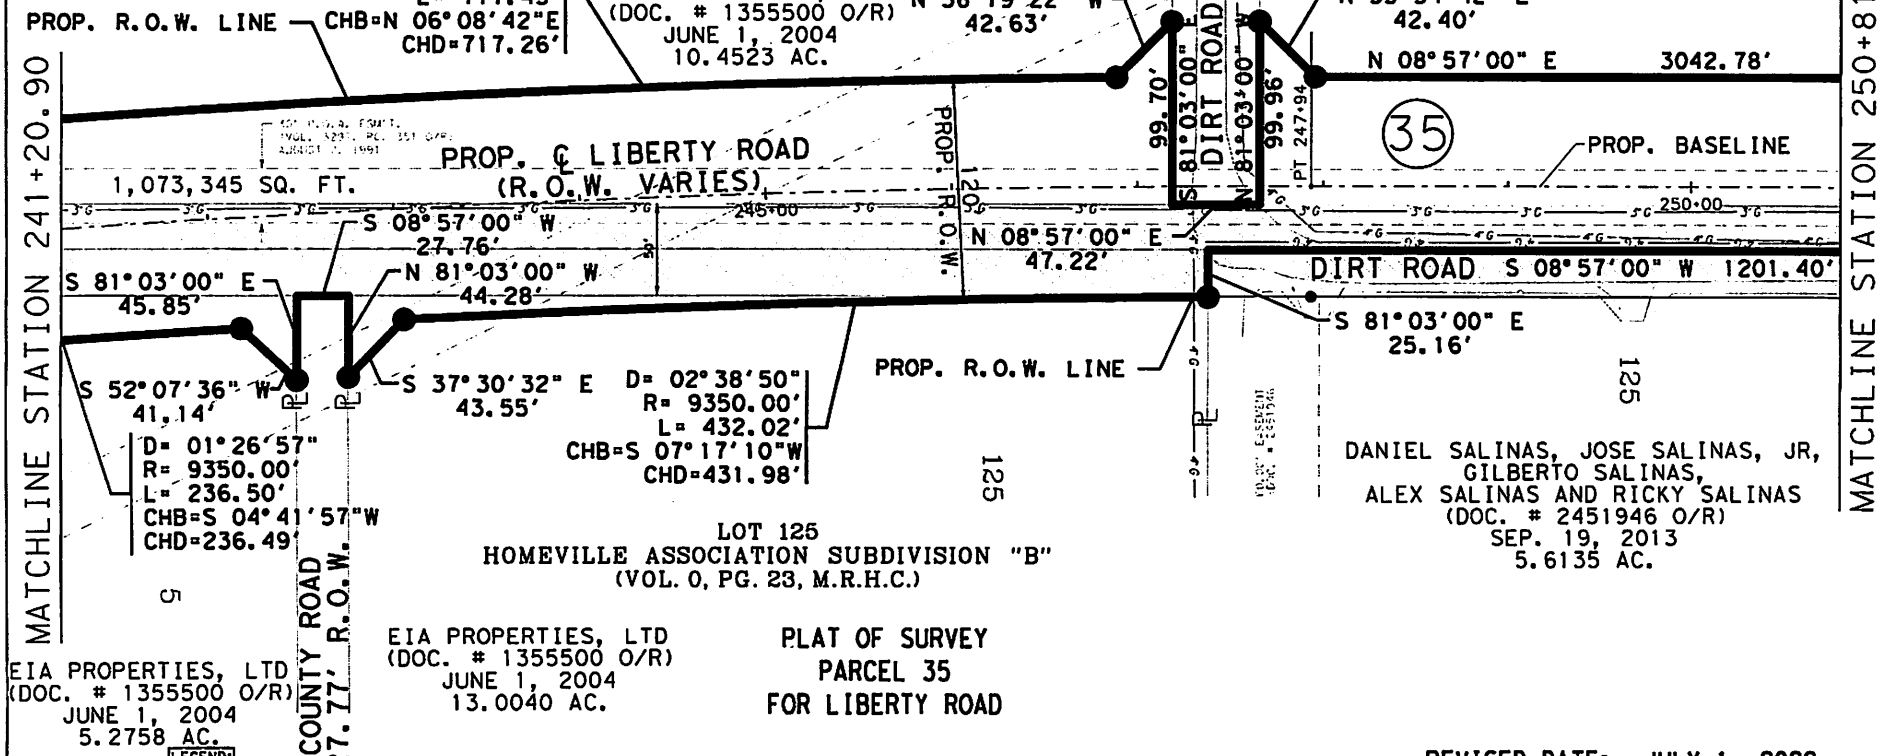 PROP. R.O.W. LINE
CHB=N 06°08'42"E
CHD=717.26'
(DOC. # 1355500 O/R)
JUNE 1, 2004
10.4523 AC.
42.63'
42.40'
N 08°57'00" E 3042.78'
MATCHLINE STATION 241+20.90
99.70'
S 81°03'00" E
DIRT ROAD
N 81°03'00" W
99.96'
PT 247+94
35
PROP. BASELINE
AUGUST 7, 1991
PROP. ℄ LIBERTY ROAD
(R.O.W. VARIES)
1,073,345 SQ. FT.
PROP. R.O.W.
120'
245+00
250+00
S 08°57'00" W
27.76'
N 81°03'00" W
44.28'
S 81°03'00" E
45.85'
N 08°57'00" E
47.22'
DIRT ROAD S 08°57'00" W 1201.40'
S 81°03'00" E
25.16'
PROP. R.O.W. LINE
S 52°07'36" W
41.14'
S 37°30'32" E
43.55'
D= 02°38'50"
R= 9350.00'
L= 432.02'
CHB=S 07°17'10"W
CHD=431.98'
D= 01°26'57"
R= 9350.00'
L= 236.50'
CHB=S 04°41'57"W
CHD=236.49'
125
125
DANIEL SALINAS, JOSE SALINAS, JR,
GILBERTO SALINAS,
ALEX SALINAS AND RICKY SALINAS
(DOC. # 2451946 O/R)
SEP. 19, 2013
5.6135 AC.
LOT 125
HOMEVILLE ASSOCIATION SUBDIVISION "B"
(VOL. 0, PG. 23, M.R.H.C.)
5
COUNTY ROAD
27.77' R.O.W.
EIA PROPERTIES, LTD
(DOC. # 1355500 O/R)
JUNE 1, 2004
5.2758 AC.
EIA PROPERTIES, LTD
(DOC. # 1355500 O/R)
JUNE 1, 2004
13.0040 AC.
PLAT OF SURVEY
PARCEL 35
FOR LIBERTY ROAD
MATCHLINE STATION 250+81
LEGEND: